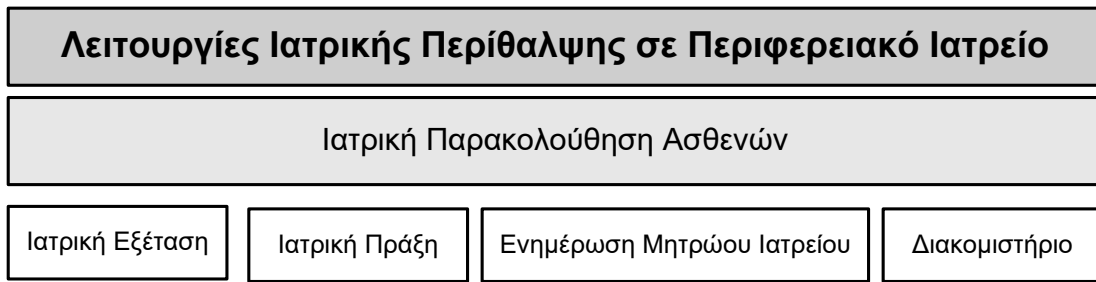 Λειτουργίες Ιατρικής Περίθαλψης σε Περιφερειακό Ιατρείο
Ιατρική Παρακολούθηση Ασθενών
Ιατρική Εξέταση
Ιατρική Πράξη
Ενημέρωση Μητρώου Ιατρείου
Διακομιστήριο